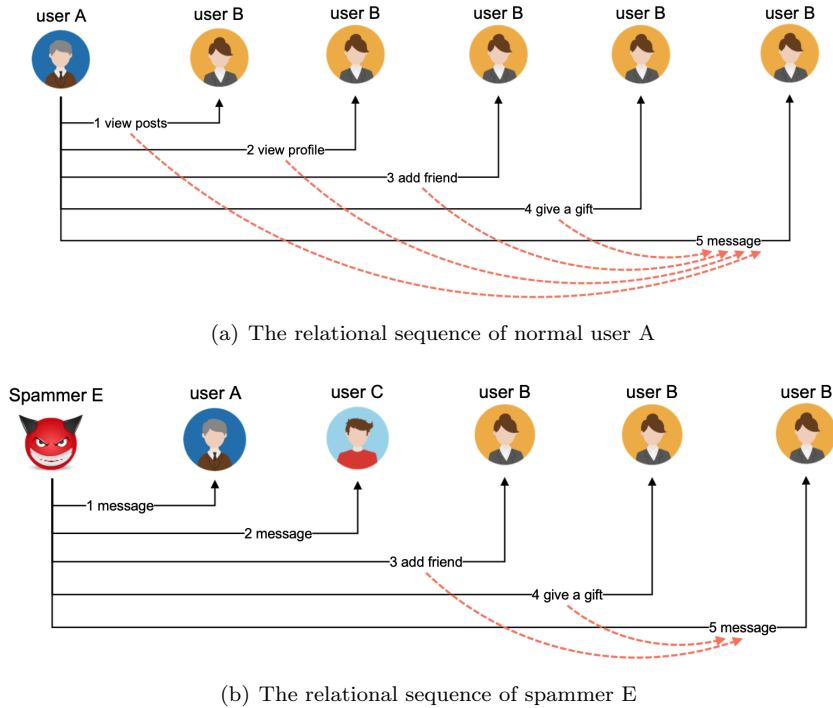 user A user B user B user B user B user B
1 view posts
2 view profile
3 add friend
4 give a gift
5 message
(a) The relational sequence of normal user A
Spammer E user A user C user B user B user B
1 message
2 message
3 add friend
4 give a gift
5 message
(b) The relational sequence of spammer E